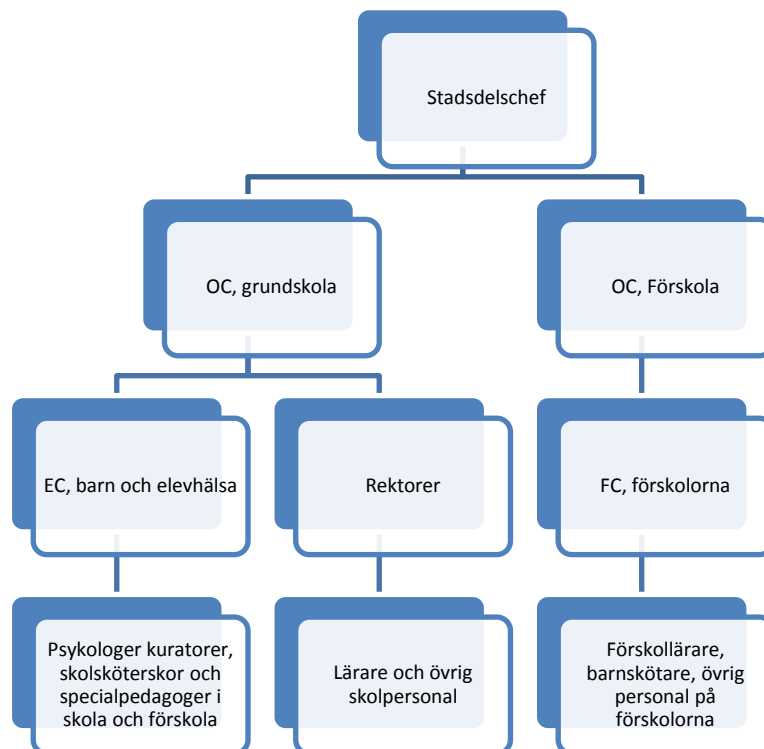 Stadsdelschef
OC, grundskola
OC, Förskola
EC, barn och elevhälsa
Rektorer
FC, förskolorna
Psykologer kuratorer,
skolsköterskor och
specialpedagoger i
skola och förskola
Lärare och övrig
skolpersonal
Förskollärare,
barnskötare, övrig
personal på
förskolorna